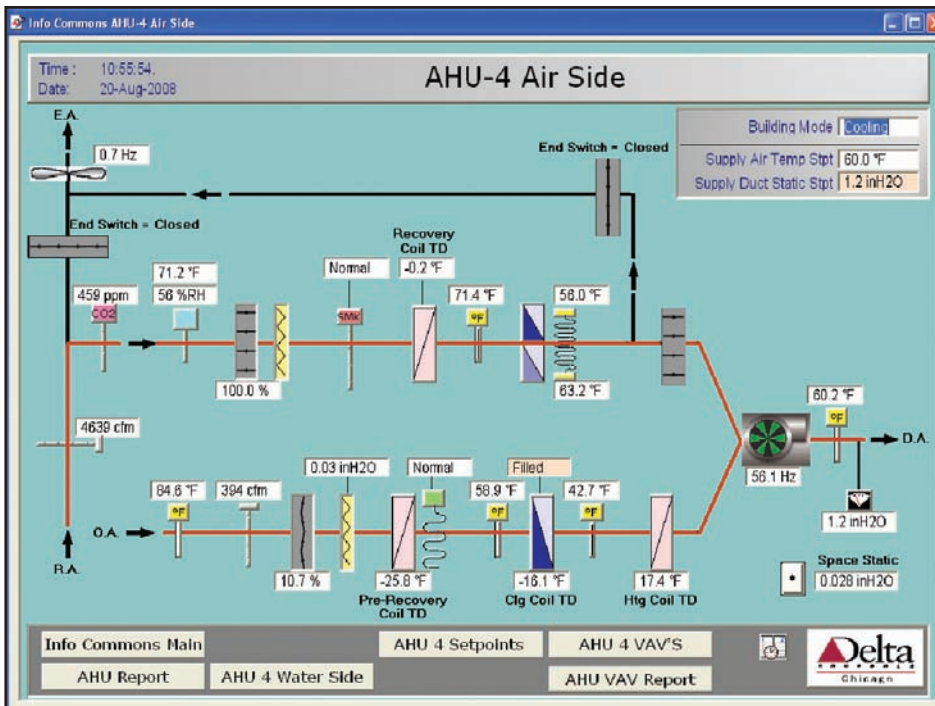 Info Commons AHU-4 Air Side
Time : 10:55:54.
Date: 20-Aug-2008
AHU-4 Air Side
Building Mode Cooling
Supply Air Temp Stpt 60.0 °F
Supply Duct Static Stpt 1.2 inH2O
E.A.
0.7 Hz
End Switch = Closed
End Switch = Closed
Recovery
Coil TD
-0.2 °F
459 ppm
CO2
71.2 °F
56 %RH
100.0 %
Normal
SMK
71.4 °F
°F
56.0 °F
63.2 °F
4639 cfm
60.2 °F
°F
D.A.
56.1 Hz
1.2 inH2O
Space Static
0.028 inH2O
84.6 °F
°F
394 cfm
0.03 inH2O
Normal
58.9 °F
°F
Filled
42.7 °F
°F
O.A.
R.A.
10.7 %
-25.8 °F
Pre-Recovery
Coil TD
-16.1 °F
Clg Coil TD
17.4 °F
Htg Coil TD
Info Commons Main
AHU 4 Setpoints
AHU 4 VAV'S
AHU Report
AHU 4 Water Side
AHU VAV Report
Delta
controls
Chicago